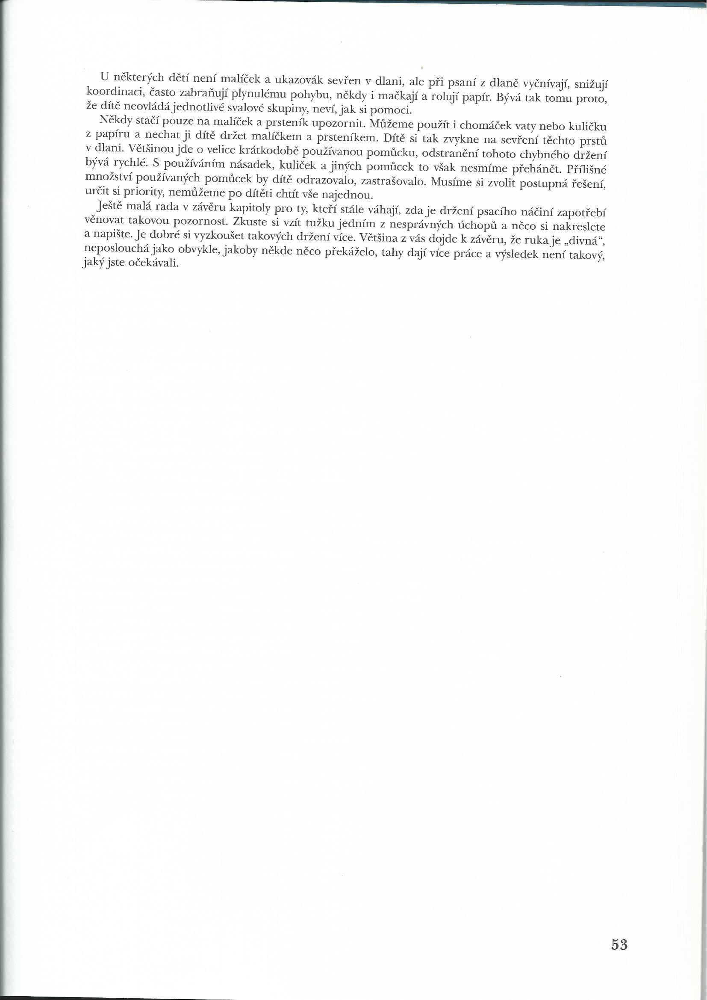 U některých dětí není malíček a ukazovák sevřen v dlani, ale při psaní z dlaně vyčnívají, snižují
koordinaci, často zabraňují plynulému pohybu, někdy i mačkají a rolují papír. Bývá tak tomu proto,
že dítě neovládá jednotlivé svalové skupiny, neví, jak si pomoci.
Někdy stačí pouze na malíček a prsteník upozornit. Můžeme použít i chomáček vaty nebo kuličku
z papíru a nechat ji dítě držet malíčkem a prsteníkem. Dítě si tak zvykne na sevření těchto prstů
v dlani. Většinou jde o velice krátkodobě používanou pomůcku, odstranění tohoto chybného držení
bývá rychlé. S používáním násadek, kuliček a jiných pomůcek to však nesmíme přehánět. Přílišné
množství používaných pomůcek by dítě odrazovalo, zastrašovalo. Musíme si zvolit postupná řešení,
určit si priority, nemůžeme po dítěti chtít vše najednou.
Ještě malá rada v závěru kapitoly pro ty, kteří stále váhají, zda je držení psacího náčiní zapotřebí
věnovat takovou pozornost. Zkuste si vzít tužku jedním z nesprávných úchopů a něco si nakreslete
a napište. Je dobré si vyzkoušet takových držení více. Většina z vás dojde k závěru, že ruka je „divná“,
neposlouchá jako obvykle, jakoby někde něco překáželo, tahy dají více práce a výsledek není takový,
jaký jste očekávali.
53